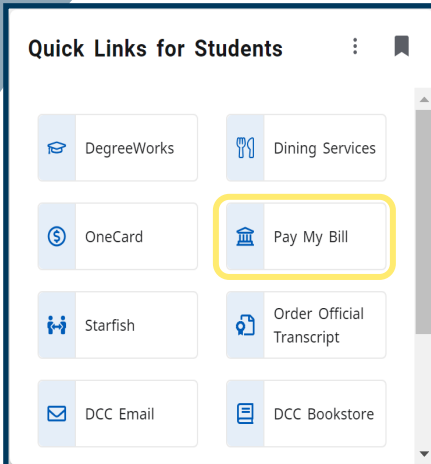 Quick Links for Students
DegreeWorks
Dining Services
OneCard
Pay My Bill
Starfish
Order Official
Transcript
DCC Email
DCC Bookstore